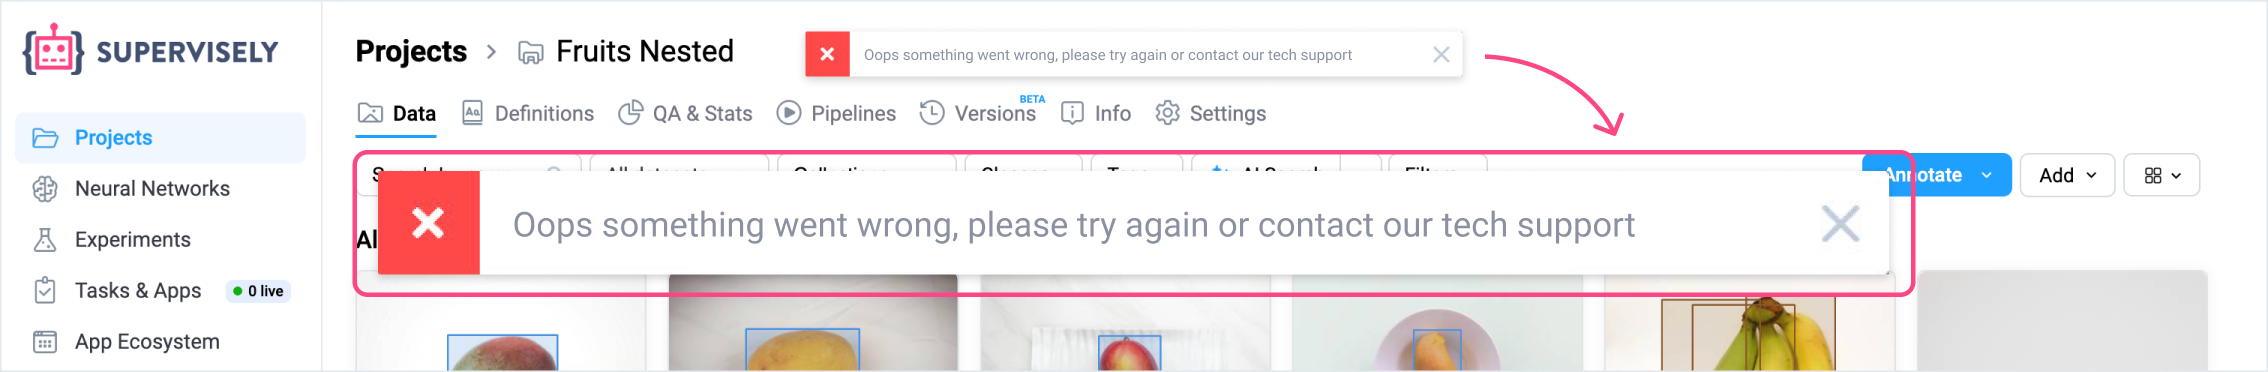 SUPERVISELY
Projects > Fruits Nested
Oops something went wrong, please try again or contact our tech support
Data
Definitions
QA & Stats
Pipelines
Versions BETA
Info
Settings
Projects
Neural Networks
Experiments
Tasks & Apps 0 live
App Ecosystem
Annotate
Add
Oops something went wrong, please try again or contact our tech support